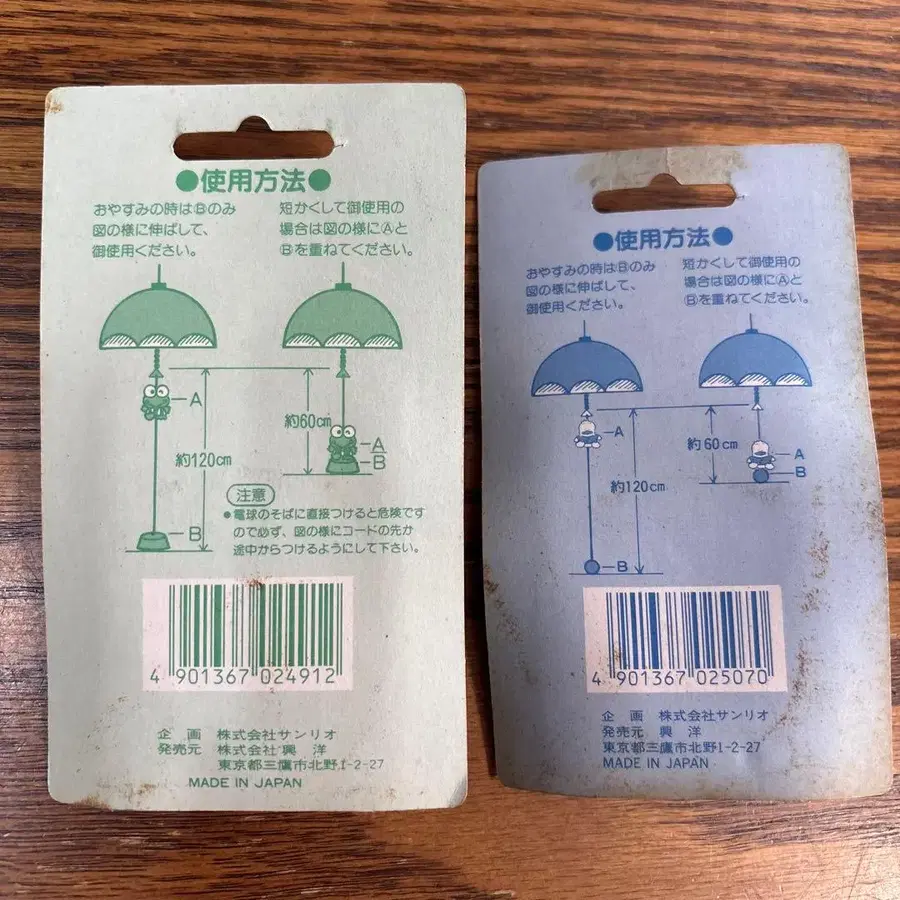 ●使用方法●
おやすみの時はⒷのみ
図の様に伸ばして、
御使用ください。
短かくして御使用の
場合は図の様にⒶと
Ⓑを重ねてください。
A
約60cm
A
B
約120cm
B
注意
●電球のそばに直接つけると危険です
ので必ず、図の様にコードの先か
途中からつけるようにして下さい。
4 901367 024912
企画 株式会社サンリオ
発売元 株式会社興洋
東京都三鷹市北野1-2-27
MADE IN JAPAN
●使用方法●
おやすみの時はⒷのみ
図の様に伸ばして、
御使用ください。
短かくして御使用の
場合は図の様にⒶと
Ⓑを重ねてください。
A
約60cm
A
B
約120cm
B
4 901367 025070
企画 株式会社サンリオ
発売元 興洋
東京都三鷹市北野1-2-27
MADE IN JAPAN